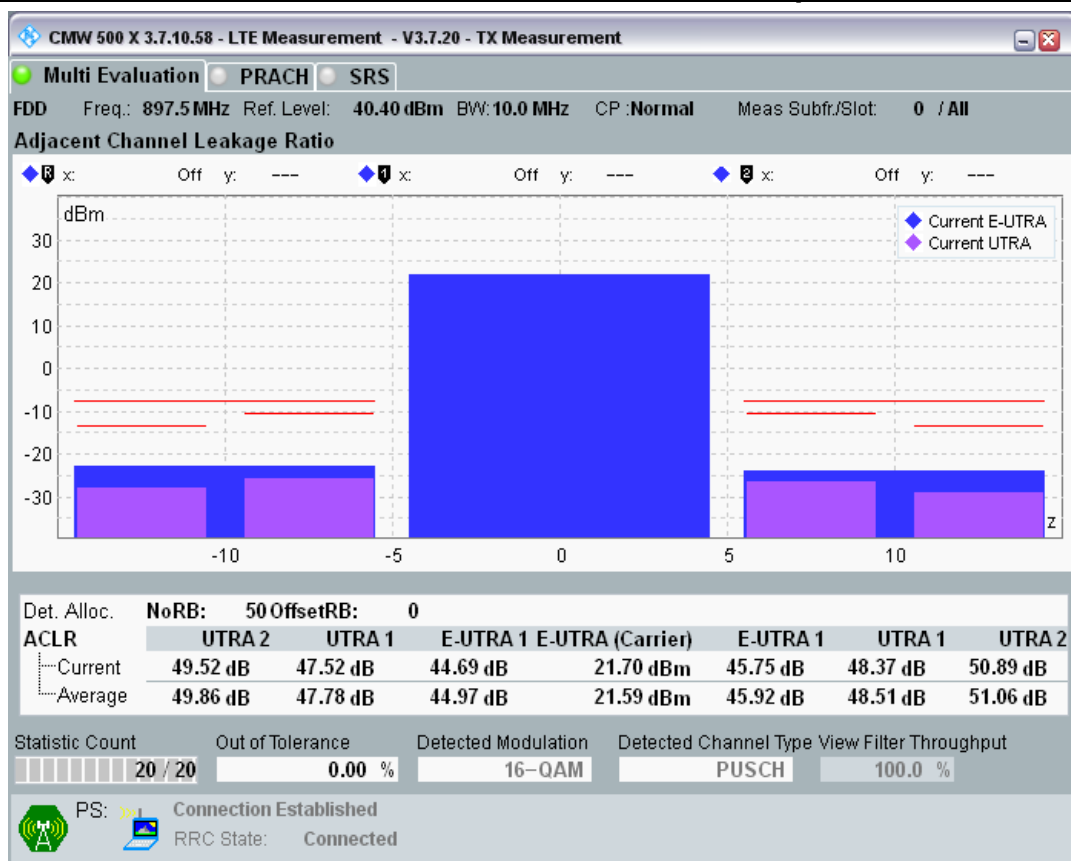 CMW 500 X 3.7.10.58 - LTE Measurement - V3.7.20 - TX Measurement
Multi Evaluation PRACH SRS
FDD Freq.: 897.5 MHz Ref. Level: 40.40 dBm BW: 10.0 MHz CP :Normal Meas Subfr./Slot: 0 / All
Adjacent Channel Leakage Ratio
R x: Off y: --- 1 x: Off y: --- 2 x: Off y: ---
dBm
Current E-UTRA
Current UTRA
30
20
10
0
-10
-20
-30
z
-10 -5 0 5 10
Det. Alloc. NoRB: 50 OffsetRB: 0
ACLR UTRA 2 UTRA 1 E-UTRA 1 E-UTRA (Carrier) E-UTRA 1 UTRA 1 UTRA 2
Current 49.52 dB 47.52 dB 44.69 dB 21.70 dBm 45.75 dB 48.37 dB 50.89 dB
Average 49.86 dB 47.78 dB 44.97 dB 21.59 dBm 45.92 dB 48.51 dB 51.06 dB
Statistic Count Out of Tolerance Detected Modulation Detected Channel Type View Filter Throughput
20 / 20 0.00 % 16-QAM PUSCH 100.0 %
PS: Connection Established
RRC State: Connected